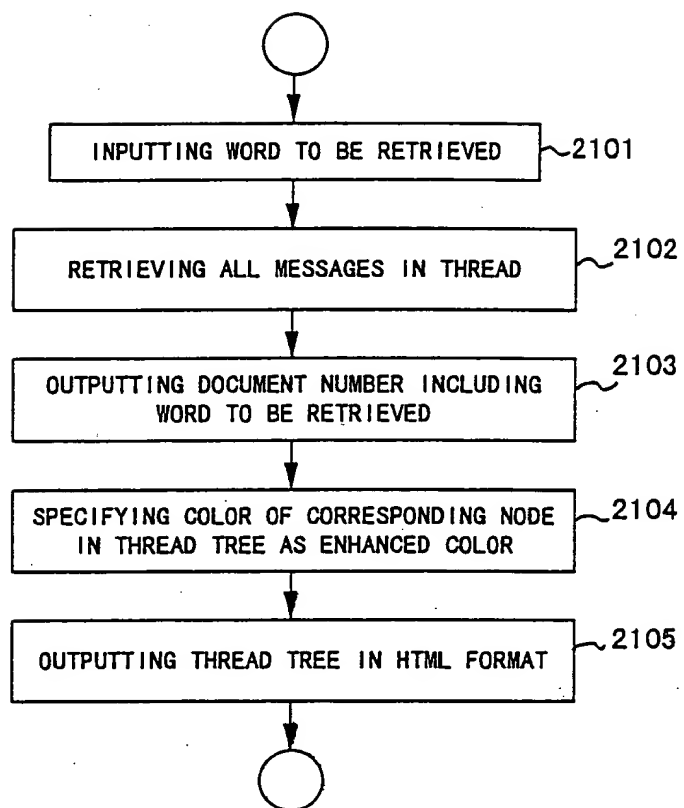 INPUTTING WORD TO BE RETRIEVED
2101
RETRIEVING ALL MESSAGES IN THREAD
2102
OUTPUTTING DOCUMENT NUMBER INCLUDING
WORD TO BE RETRIEVED
2103
SPECIFYING COLOR OF CORRESPONDING NODE
IN THREAD TREE AS ENHANCED COLOR
2104
OUTPUTTING THREAD TREE IN HTML FORMAT
2105